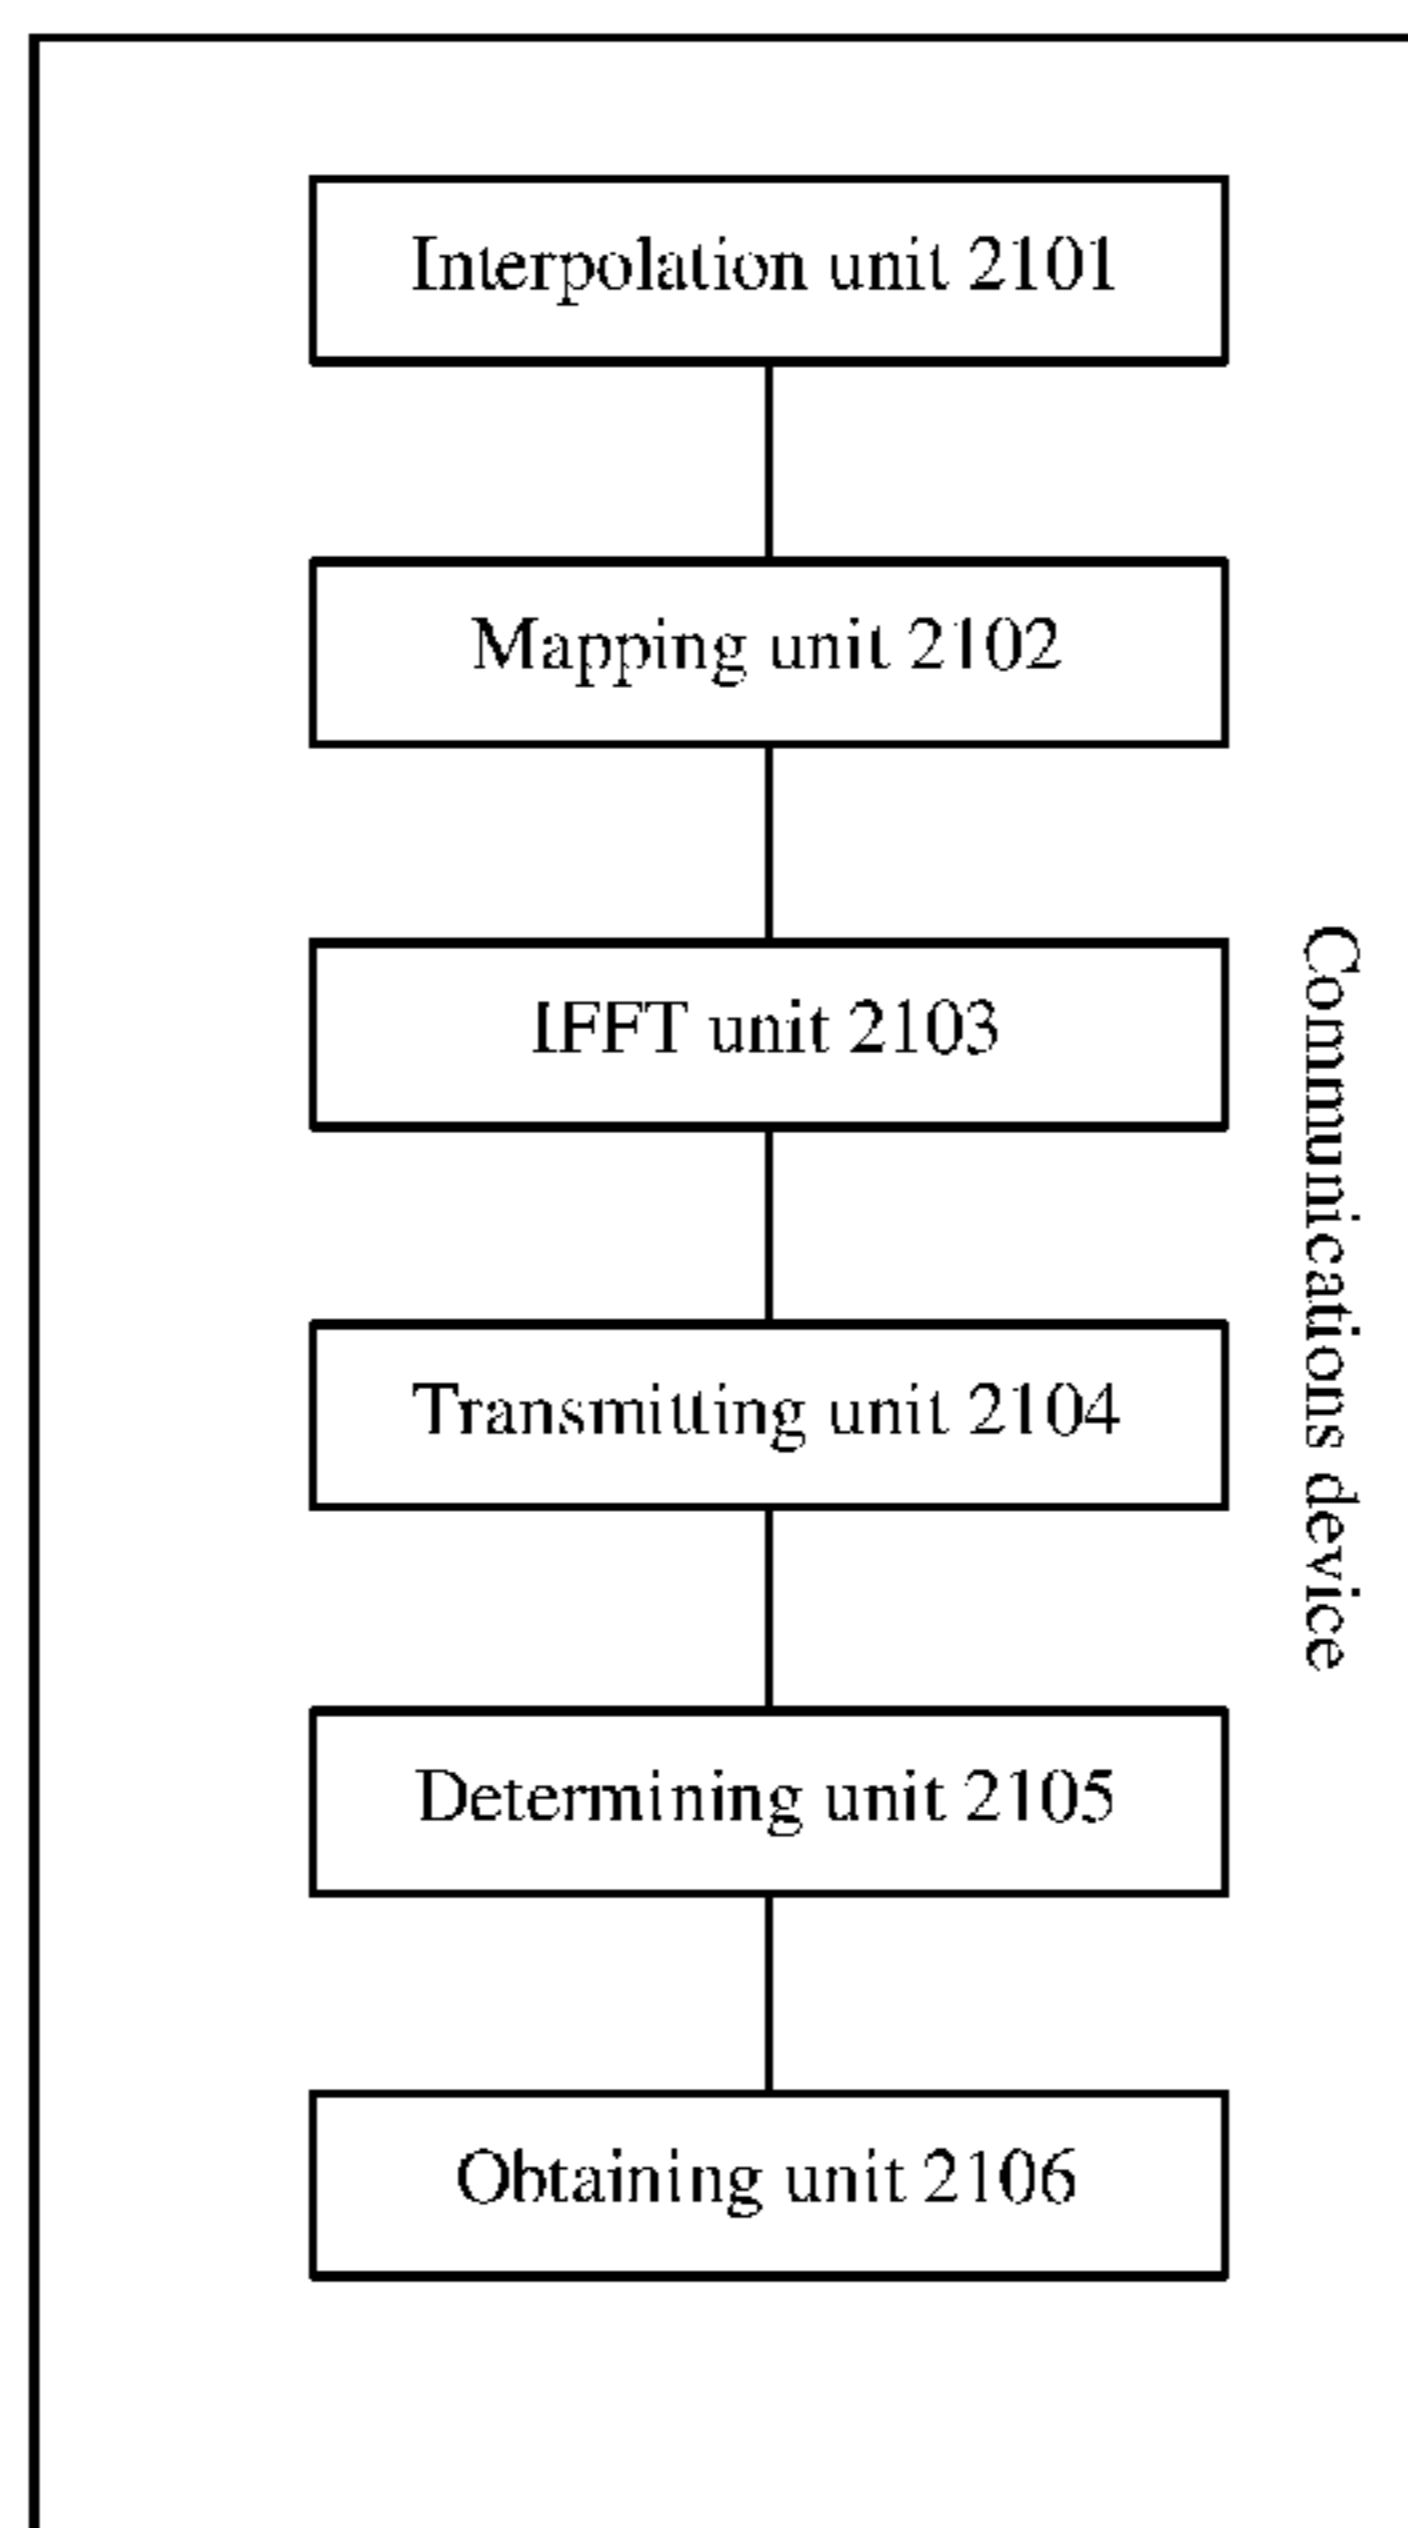 Interpolation unit 2101
Mapping unit 2102
IFFT unit 2103
Transmitting unit 2104
Determining unit 2105
Obtaining unit 2106
Communications device